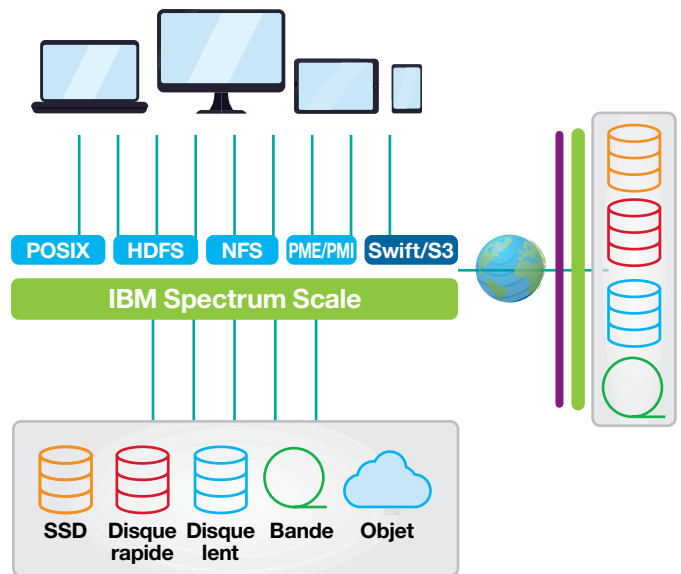 POSIX HDFS NFS PME/PMI Swift/S3
IBM Spectrum Scale
SSD Disque rapide Disque lent Bande Objet